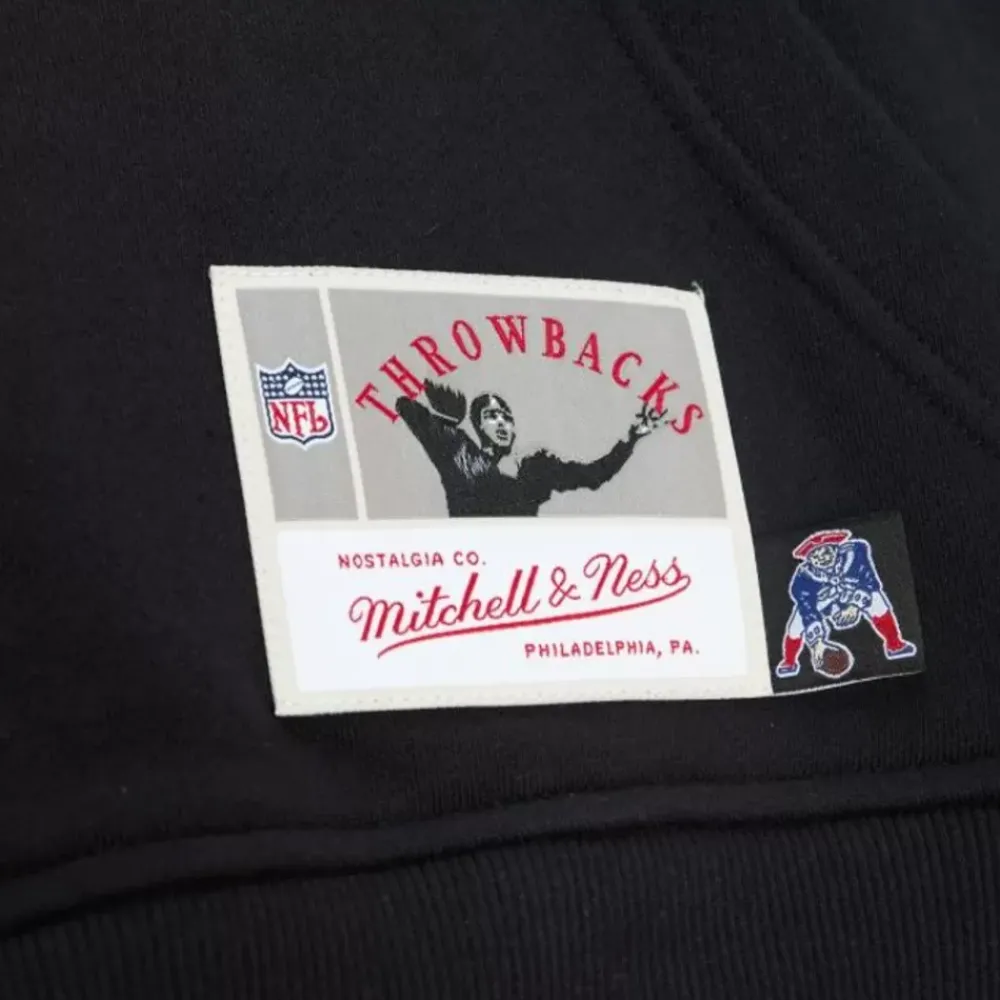 THROWBACKS
NFL
NOSTALGIA CO.
Mitchell & Ness
PHILADELPHIA, PA.